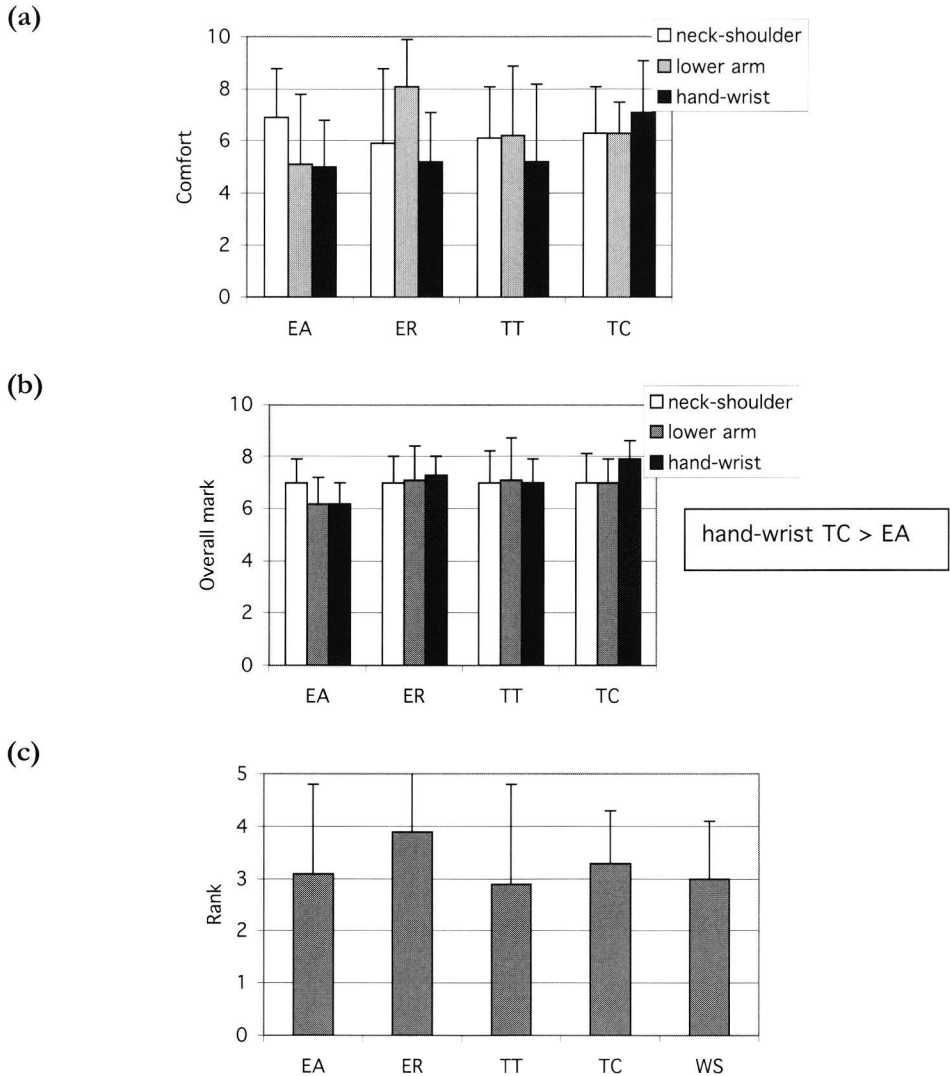 (a)
10
8
6
4
2
0
Comfort
EA ER TT TC
neck-shoulder
lower arm
hand-wrist
(b)
10
8
6
4
2
0
Overall mark
EA ER TT TC
neck-shoulder
lower arm
hand-wrist
hand-wrist TC > EA
(c)
5
4
3
2
1
0
Rank
EA ER TT TC WS